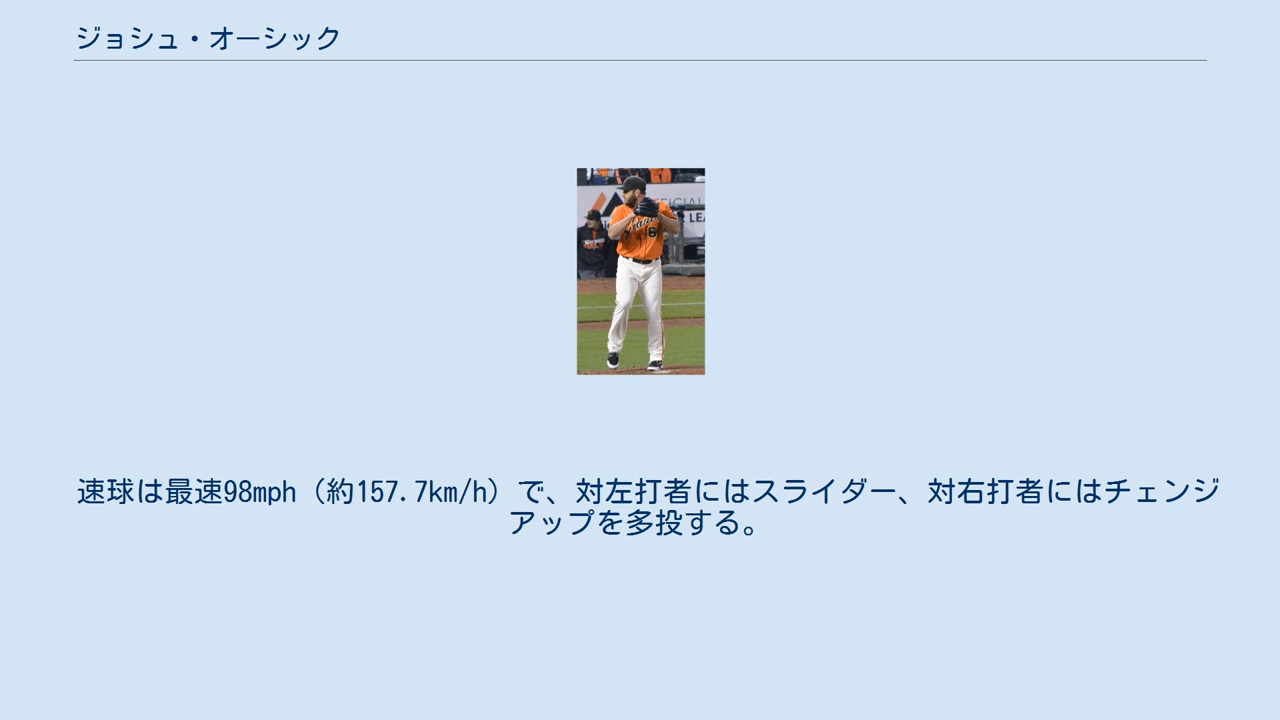 ジョシュ・オーシック
速球は最速98mph（約157.7km/h）で、対左打者にはスライダー、対右打者にはチェンジ
アップを多投する。